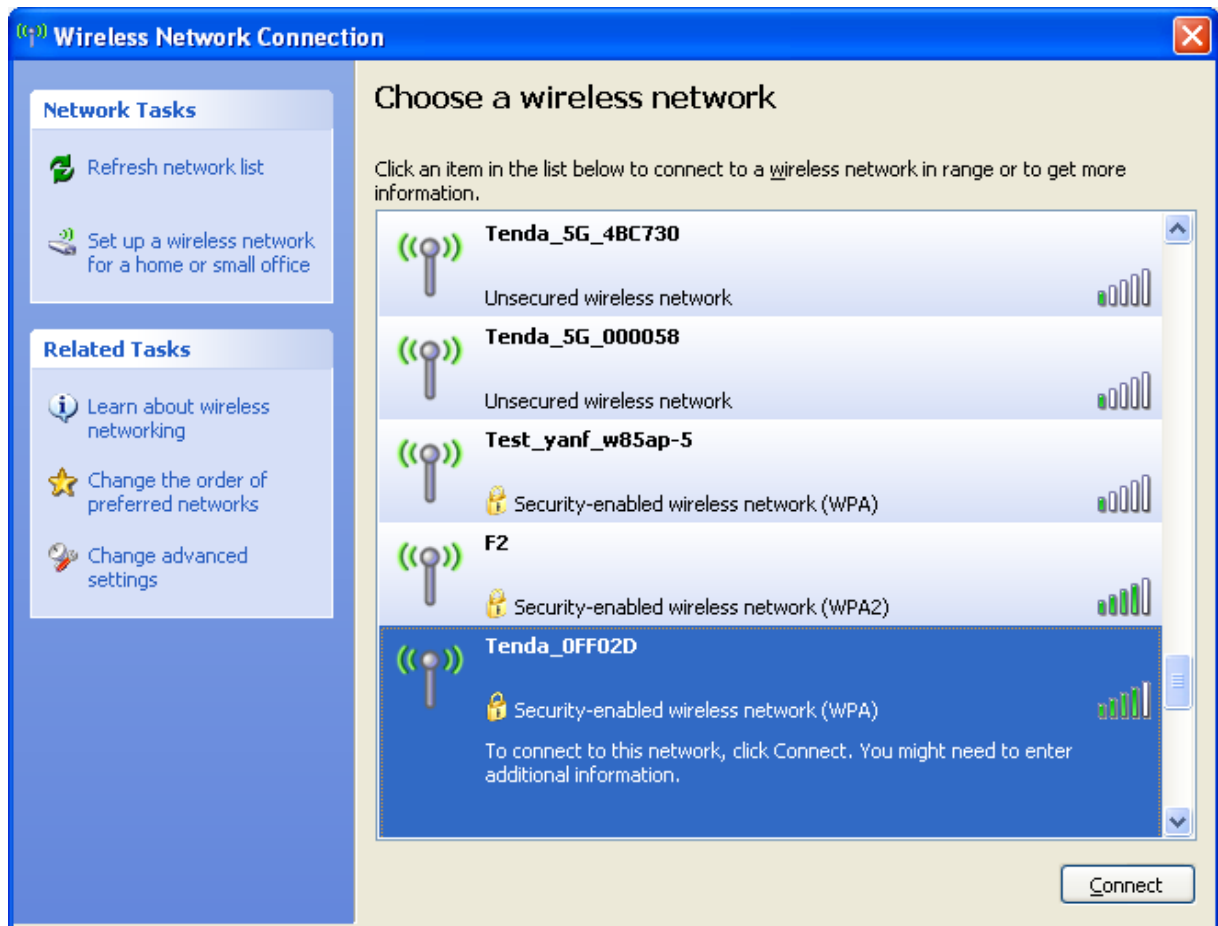 Wireless Network Connection
Network Tasks
Refresh network list
Set up a wireless network
for a home or small office
Related Tasks
Learn about wireless
networking
Change the order of
preferred networks
Change advanced
settings
Choose a wireless network
Click an item in the list below to connect to a wireless network in range or to get more
information.
Tenda_5G_4BC730
Unsecured wireless network
Tenda_5G_000058
Unsecured wireless network
Test_yanf_w85ap-5
Security-enabled wireless network (WPA)
F2
Security-enabled wireless network (WPA2)
Tenda_0FF02D
Security-enabled wireless network (WPA)
To connect to this network, click Connect. You might need to enter
additional information.
Connect